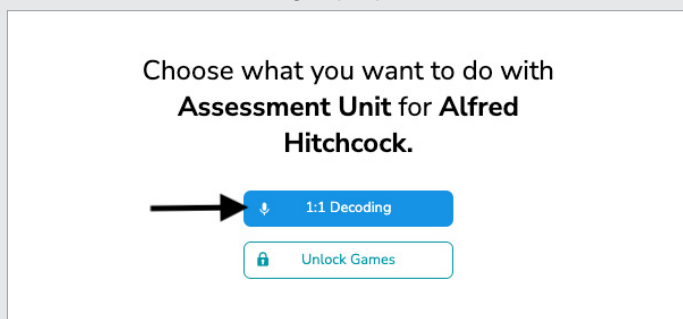 Choose what you want to do with
Assessment Unit for Alfred
Hitchcock.
1:1 Decoding
Unlock Games